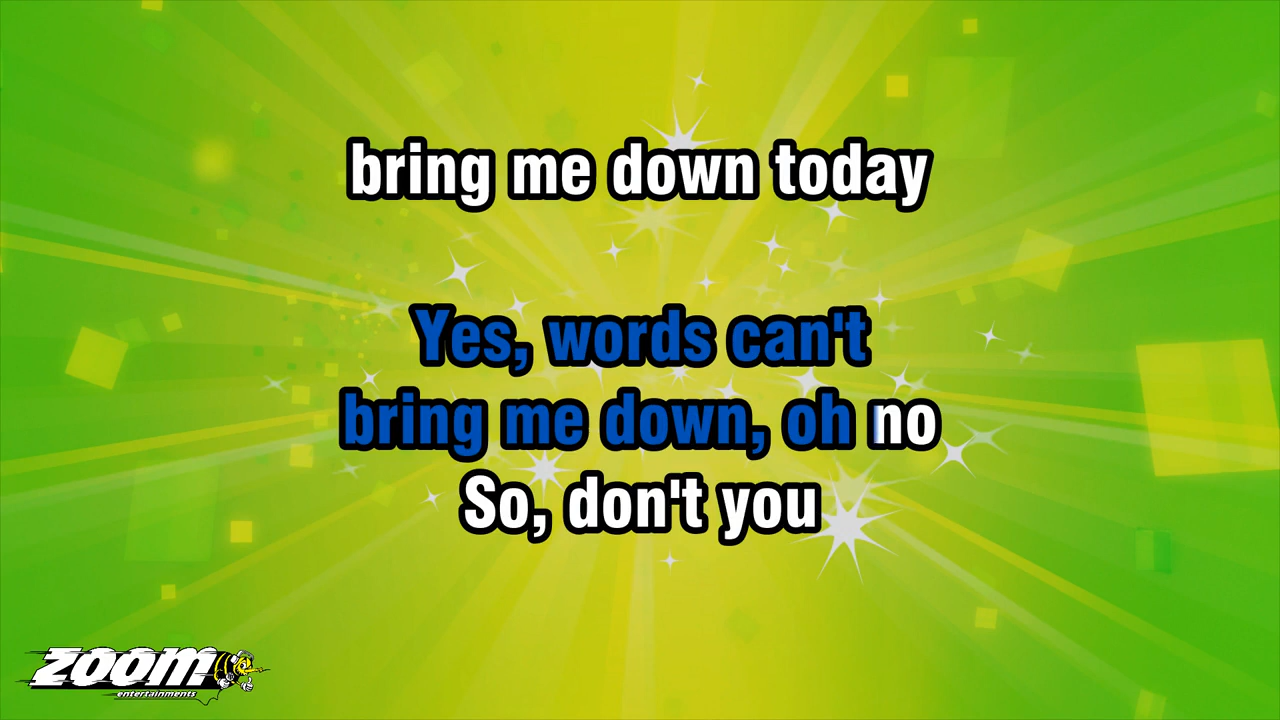 bring me down today
Yes, words can't
bring me down, oh no
So, don't you
zoom
entertainments